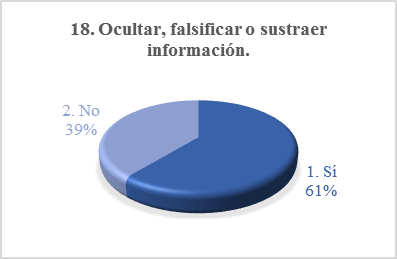 18. Ocultar, falsificar o sustraer
información.
2. No
39%
1. Sí
61%